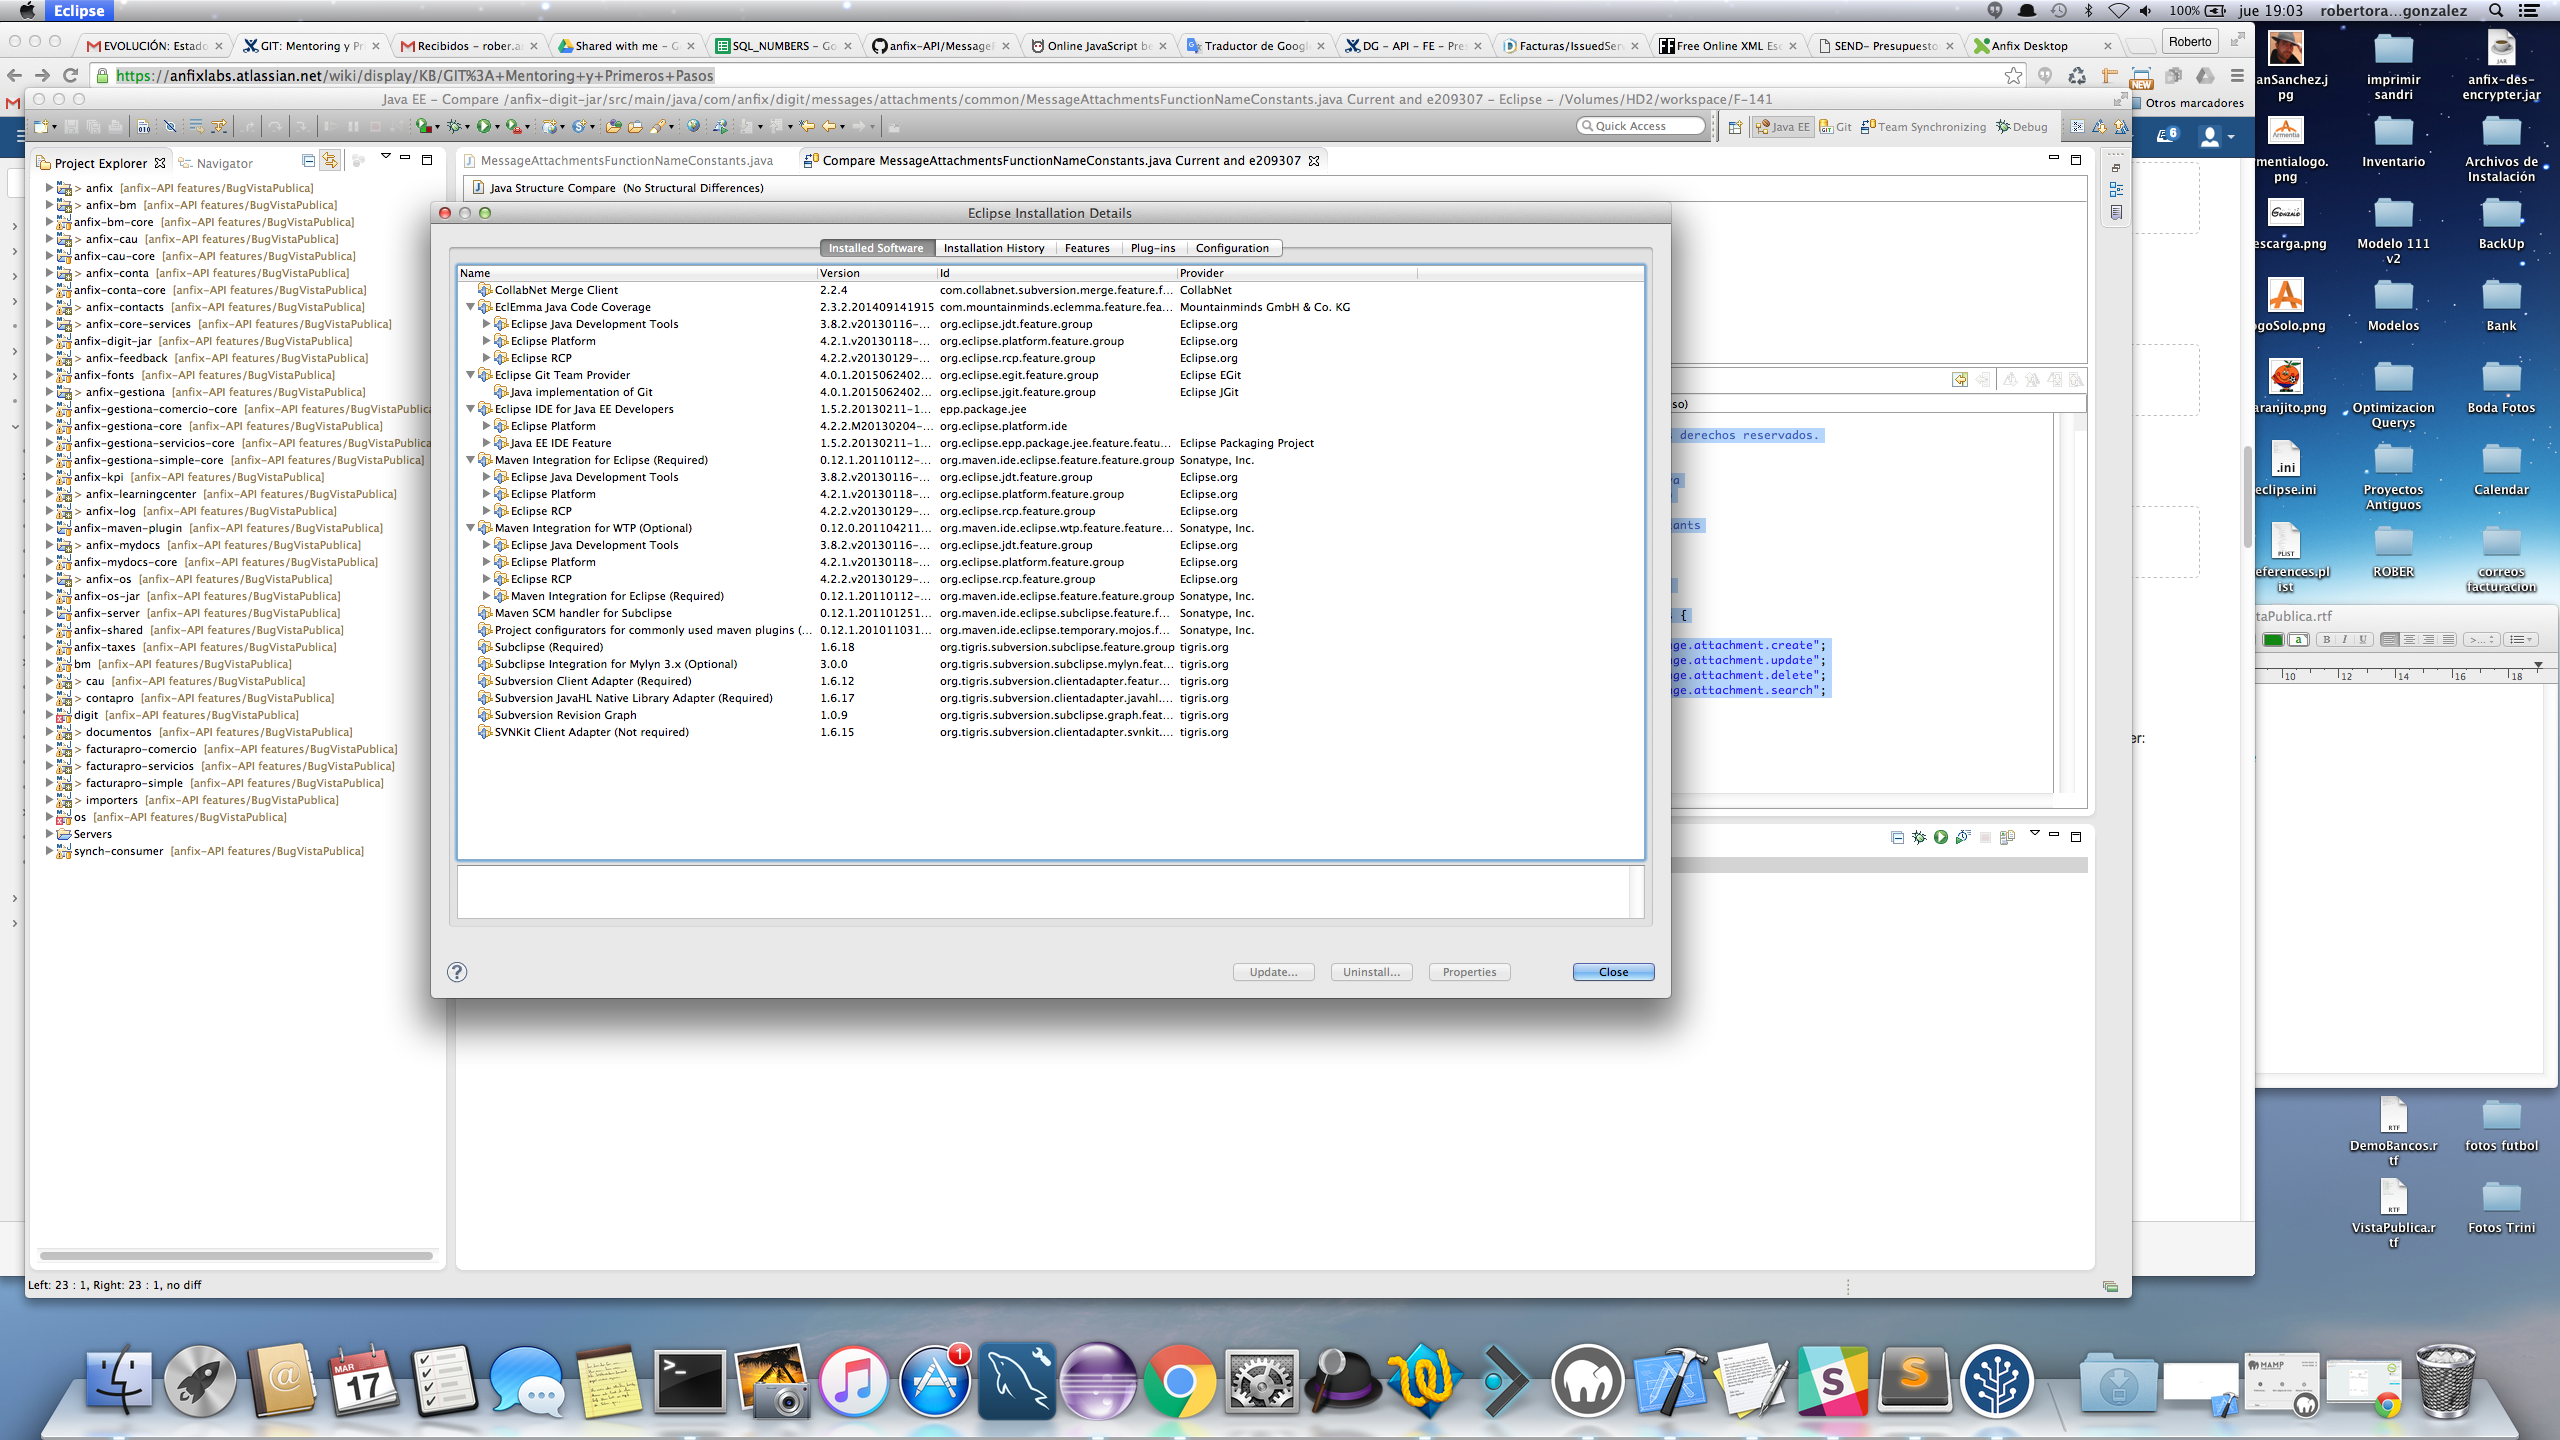 Eclipse
100% jue 19:03 robertora...gonzalez
EVOLUCIÓN: Estado
GIT: Mentoring y Pri
Recibidos - rober.ar
Shared with me - G
SQL_NUMBERS - Go
anfix-API/MessageI
Online JavaScript be
Traductor de Google
DG - API - FE - Pre
Facturas/IssuedServ
Free Online XML Esc
SEND- Presupuesto
Anfix Desktop
Roberto
https://anfixlabs.atlassian.net/wiki/display/KB/GIT%3A+Mentoring+y+Primeros+Pasos
NEW
Otros marcadores
6
Java EE - Compare /anfix-digit-jar/src/main/java/com/anfix/digit/messages/attachments/common/MessageAttachmentsFunctionNameConstants.java Current and e209307 - Eclipse - /Volumes/HD2/workspace/F-141
Quick Access
Java EE
Git
Team Synchronizing
Debug
Project Explorer
Navigator
MessageAttachmentsFunctionNameConstants.java
Compare MessageAttachmentsFunctionNameConstants.java Current and e209307
Java Structure Compare (No Structural Differences)
> anfix [anfix-API features/BugVistaPublica]
> anfix-bm [anfix-API features/BugVistaPublica]
anfix-bm-core [anfix-API features/BugVistaPublica]
> anfix-cau [anfix-API features/BugVistaPublica]
anfix-cau-core [anfix-API features/BugVistaPublica]
> anfix-conta [anfix-API features/BugVistaPublica]
anfix-conta-core [anfix-API features/BugVistaPublica]
> anfix-contacts [anfix-API features/BugVistaPublica]
> anfix-core-services [anfix-API features/BugVistaPublica]
anfix-digit-jar [anfix-API features/BugVistaPublica]
> anfix-feedback [anfix-API features/BugVistaPublica]
anfix-fonts [anfix-API features/BugVistaPublica]
> anfix-gestiona [anfix-API features/BugVistaPublica]
anfix-gestiona-comercio-core [anfix-API features/BugVistaPublica
anfix-gestiona-core [anfix-API features/BugVistaPublica]
anfix-gestiona-servicios-core [anfix-API features/BugVistaPublica]
anfix-gestiona-simple-core [anfix-API features/BugVistaPublica]
anfix-kpi [anfix-API features/BugVistaPublica]
> anfix-learningcenter [anfix-API features/BugVistaPublica]
> anfix-log [anfix-API features/BugVistaPublica]
anfix-maven-plugin [anfix-API features/BugVistaPublica]
> anfix-mydocs [anfix-API features/BugVistaPublica]
anfix-mydocs-core [anfix-API features/BugVistaPublica]
> anfix-os [anfix-API features/BugVistaPublica]
anfix-os-jar [anfix-API features/BugVistaPublica]
anfix-server [anfix-API features/BugVistaPublica]
anfix-shared [anfix-API features/BugVistaPublica]
anfix-taxes [anfix-API features/BugVistaPublica]
bm [anfix-API features/BugVistaPublica]
> cau [anfix-API features/BugVistaPublica]
> contapro [anfix-API features/BugVistaPublica]
digit [anfix-API features/BugVistaPublica]
> documentos [anfix-API features/BugVistaPublica]
> facturapro-comercio [anfix-API features/BugVistaPublica]
> facturapro-servicios [anfix-API features/BugVistaPublica]
> facturapro-simple [anfix-API features/BugVistaPublica]
> importers [anfix-API features/BugVistaPublica]
os [anfix-API features/BugVistaPublica]
Servers
synch-consumer [anfix-API features/BugVistaPublica]
Left: 23 : 1, Right: 23 : 1, no diff
Eclipse Installation Details
Installed Software Installation History Features Plug-ins Configuration
Name Version Id Provider
CollabNet Merge Client 2.2.4 com.collabnet.subversion.merge.feature.f... CollabNet
EclEmma Java Code Coverage 2.3.2.201409141915 com.mountainminds.eclemma.feature.fea... Mountainminds GmbH & Co. KG
Eclipse Java Development Tools 3.8.2.v20130116-... org.eclipse.jdt.feature.group Eclipse.org
Eclipse Platform 4.2.1.v20130118-... org.eclipse.platform.feature.group Eclipse.org
Eclipse RCP 4.2.2.v20130129-... org.eclipse.rcp.feature.group Eclipse.org
Eclipse Git Team Provider 4.0.1.2015062402... org.eclipse.egit.feature.group Eclipse EGit
Java implementation of Git 4.0.1.2015062402... org.eclipse.jgit.feature.group Eclipse JGit
Eclipse IDE for Java EE Developers 1.5.2.20130211-1... epp.package.jee
Eclipse Platform 4.2.2.M20130204-... org.eclipse.platform.ide
Java EE IDE Feature 1.5.2.20130211-1... org.eclipse.epp.package.jee.feature.featu... Eclipse Packaging Project
Maven Integration for Eclipse (Required) 0.12.1.20110112-... org.maven.ide.eclipse.feature.feature.group Sonatype, Inc.
Eclipse Java Development Tools 3.8.2.v20130116-... org.eclipse.jdt.feature.group Eclipse.org
Eclipse Platform 4.2.1.v20130118-... org.eclipse.platform.feature.group Eclipse.org
Eclipse RCP 4.2.2.v20130129-... org.eclipse.rcp.feature.group Eclipse.org
Maven Integration for WTP (Optional) 0.12.0.201104211... org.maven.ide.eclipse.wtp.feature.feature... Sonatype, Inc.
Eclipse Java Development Tools 3.8.2.v20130116-... org.eclipse.jdt.feature.group Eclipse.org
Eclipse Platform 4.2.1.v20130118-... org.eclipse.platform.feature.group Eclipse.org
Eclipse RCP 4.2.2.v20130129-... org.eclipse.rcp.feature.group Eclipse.org
Maven Integration for Eclipse (Required) 0.12.1.20110112-... org.maven.ide.eclipse.feature.feature.group Sonatype, Inc.
Maven SCM handler for Subclipse 0.12.1.201101251... org.maven.ide.eclipse.subclipse.feature.f... Sonatype, Inc.
Project configurators for commonly used maven plugins (... 0.12.1.201011031... org.maven.ide.eclipse.temporary.mojos.f... Sonatype, Inc.
Subclipse (Required) 1.6.18 org.tigris.subversion.subclipse.feature.group tigris.org
Subclipse Integration for Mylyn 3.x (Optional) 3.0.0 org.tigris.subversion.subclipse.mylyn.feat... tigris.org
Subversion Client Adapter (Required) 1.6.12 org.tigris.subversion.clientadapter.featur... tigris.org
Subversion JavaHL Native Library Adapter (Required) 1.6.17 org.tigris.subversion.clientadapter.javahl.... tigris.org
Subversion Revision Graph 1.0.9 org.tigris.subversion.subclipse.graph.feat... tigris.org
SVNKit Client Adapter (Not required) 1.6.15 org.tigris.subversion.clientadapter.svnkit.... tigris.org
Update... Uninstall... Properties Close
so)
derechos reservados.
ants
{
ge.attachment.create";
ge.attachment.update";
ge.attachment.delete";
ge.attachment.search";
er:
anSanchez.j
pg
imprimir
sandri
JAR
anfix-des-
encrypter.jar
Armentia
mentialogo.
png
Inventario
Archivos de
Instalación
Gonzalo
escarga.png
Modelo 111
v2
BackUp
ogoSolo.png
Modelos
Bank
aranjito.png
Optimizacion
Querys
Boda Fotos
.ini
eclipse.ini
Proyectos
Antiguos
Calendar
PLIST
eferences.pl
ist
ROBER
correos
facturacion
taPublica.rtf
a B I U >...
10 12 14 16 18
RTF
DemoBancos.r
tf
fotos futbol
RTF
VistaPublica.r
tf
Fotos Trini
MAR
17
1
S
S
MAMP